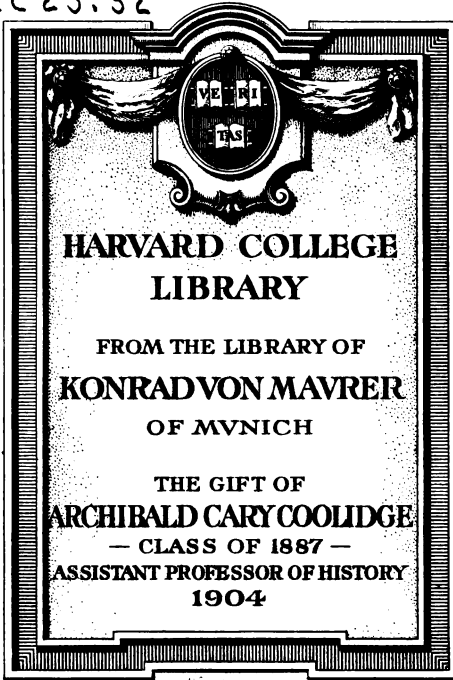 VE RI
TAS
HARVARD COLLEGE
LIBRARY
FROM THE LIBRARY OF
KONRAD VON MAVRER
OF MVNICH
THE GIFT OF
ARCHIBALD CARY COOLIDGE
— CLASS OF 1887 —
ASSISTANT PROFESSOR OF HISTORY
1904